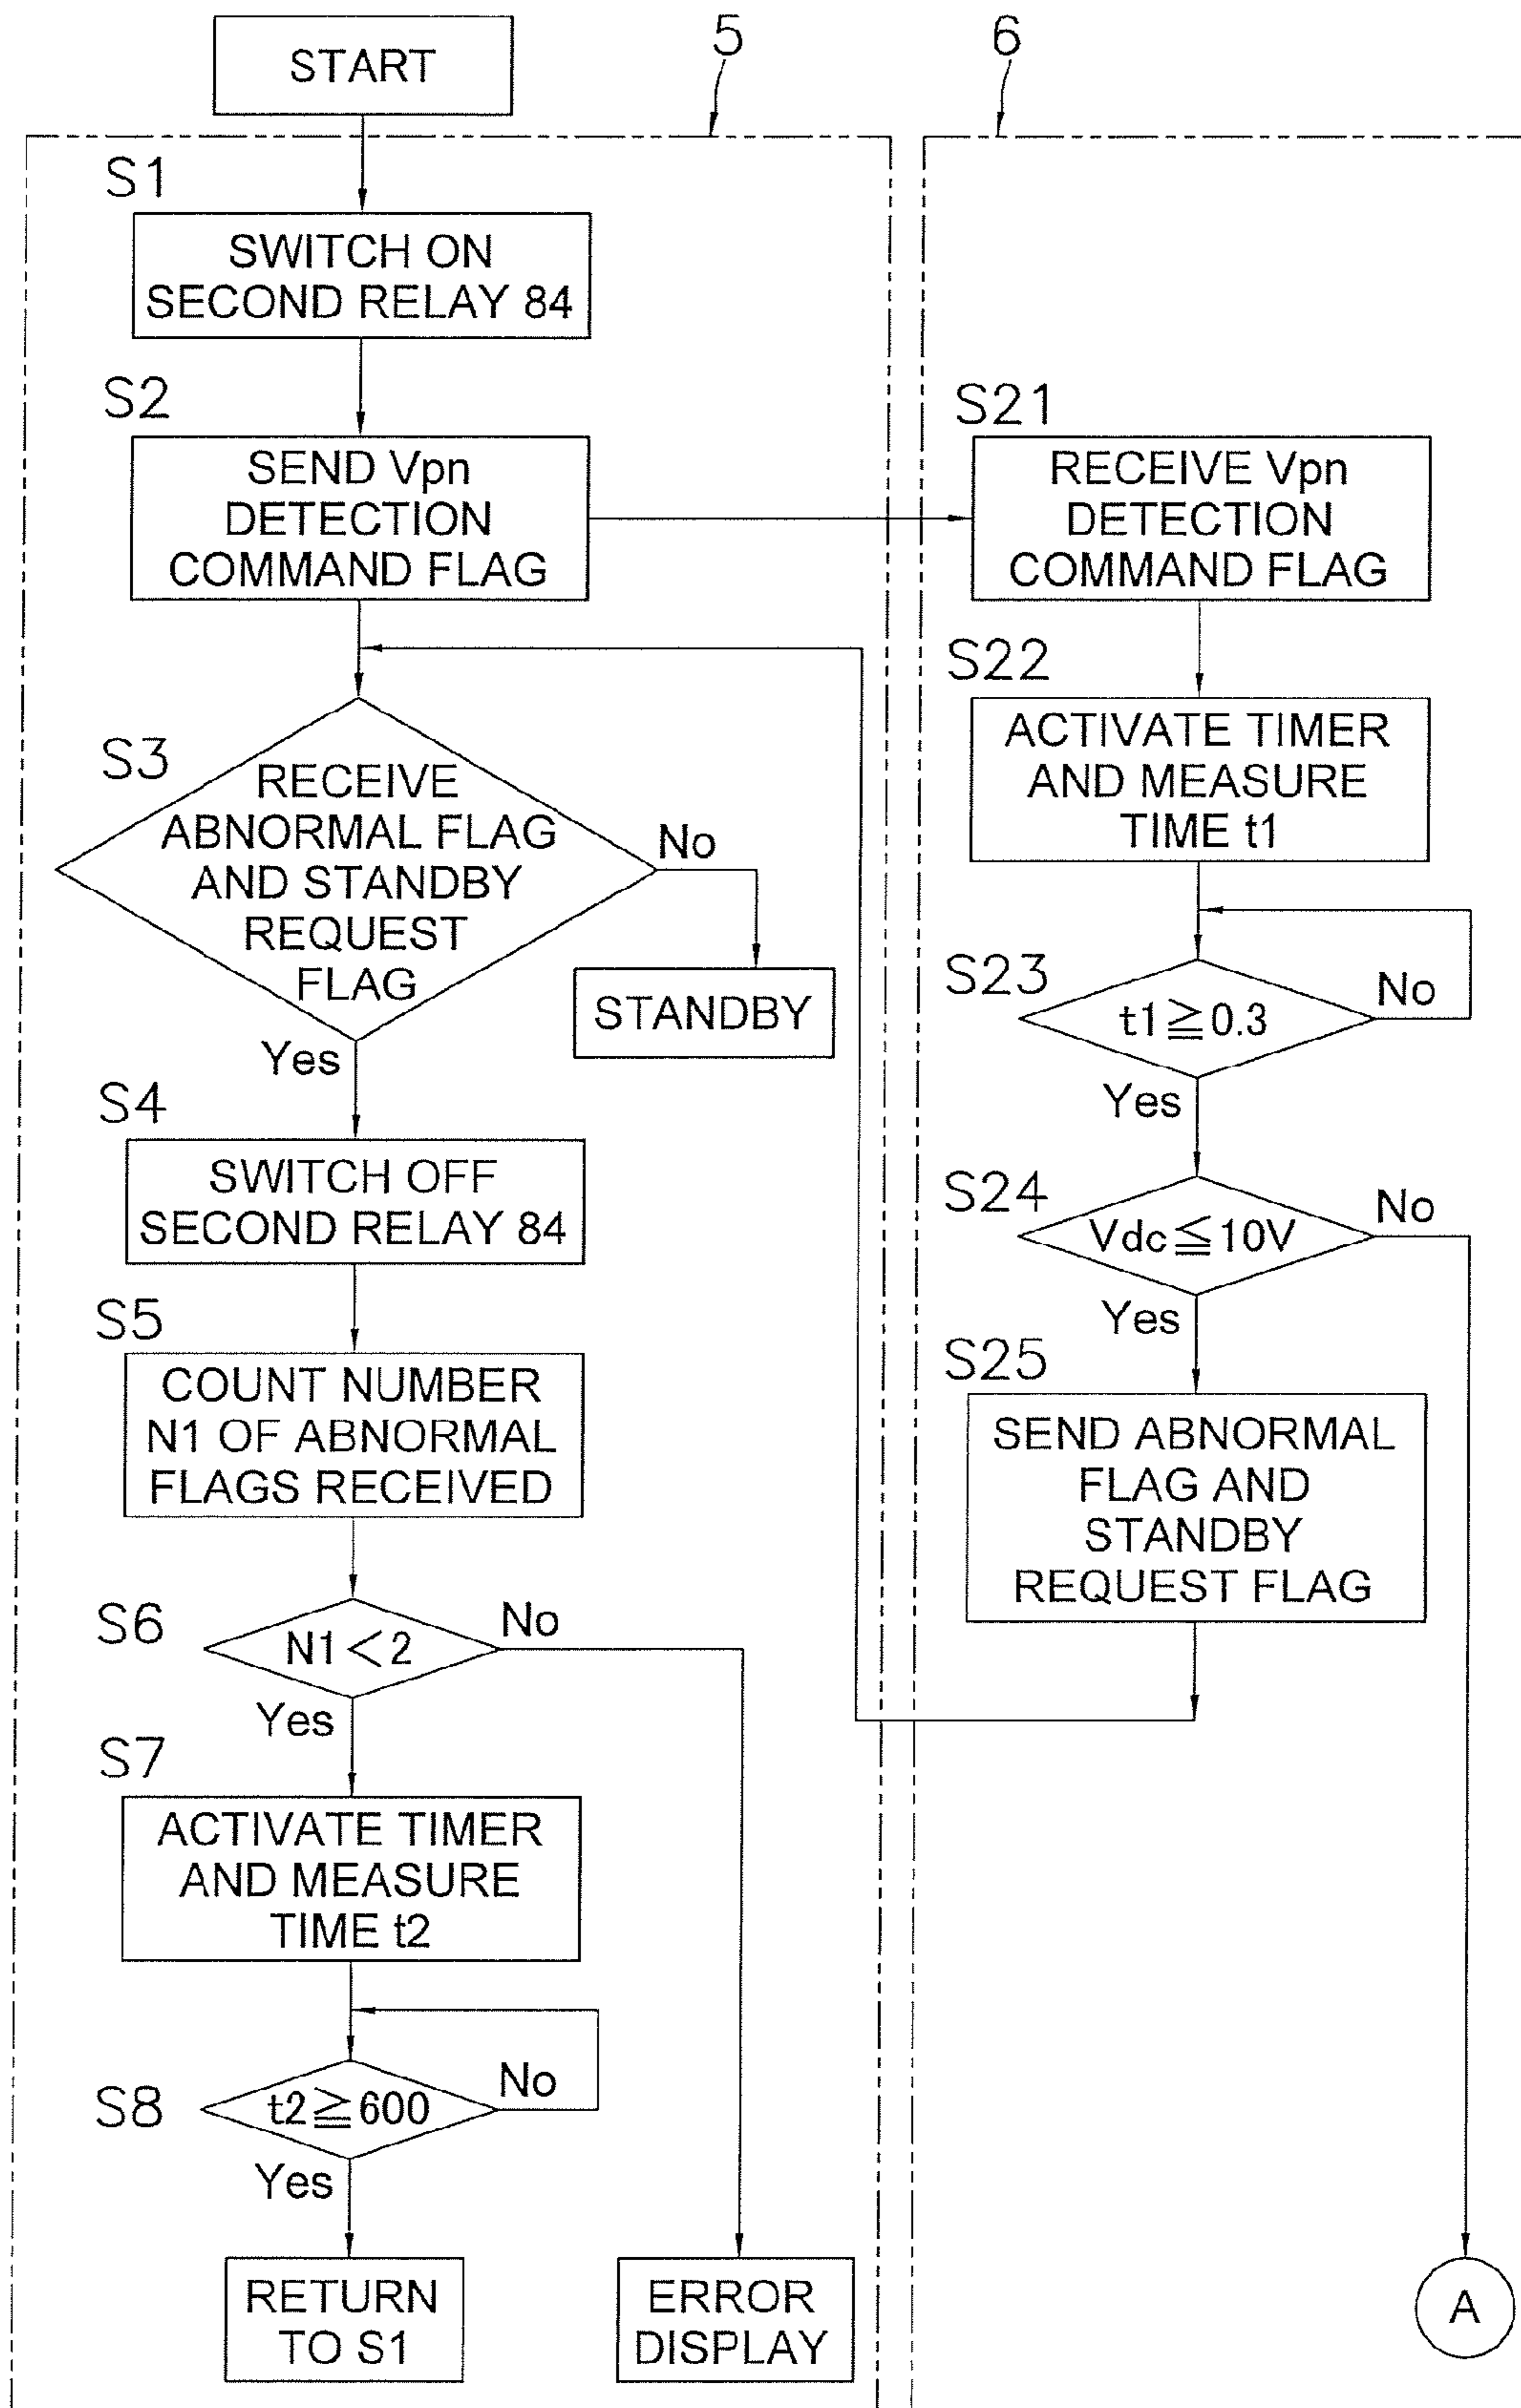 START
5
6
S1
SWITCH ON
SECOND RELAY 84
S2
SEND Vpn
DETECTION
COMMAND FLAG
S3
RECEIVE
ABNORMAL FLAG
AND STANDBY
REQUEST
FLAG
No
STANDBY
Yes
S4
SWITCH OFF
SECOND RELAY 84
S5
COUNT NUMBER
N1 OF ABNORMAL
FLAGS RECEIVED
S6
N1<2
No
Yes
S7
ACTIVATE TIMER
AND MEASURE
TIME t2
S8
t2≧600
No
Yes
RETURN
TO S1
ERROR
DISPLAY
S21
RECEIVE Vpn
DETECTION
COMMAND FLAG
S22
ACTIVATE TIMER
AND MEASURE
TIME t1
S23
t1≧0.3
No
Yes
S24
Vdc≦10V
No
Yes
S25
SEND ABNORMAL
FLAG AND
STANDBY
REQUEST FLAG
A